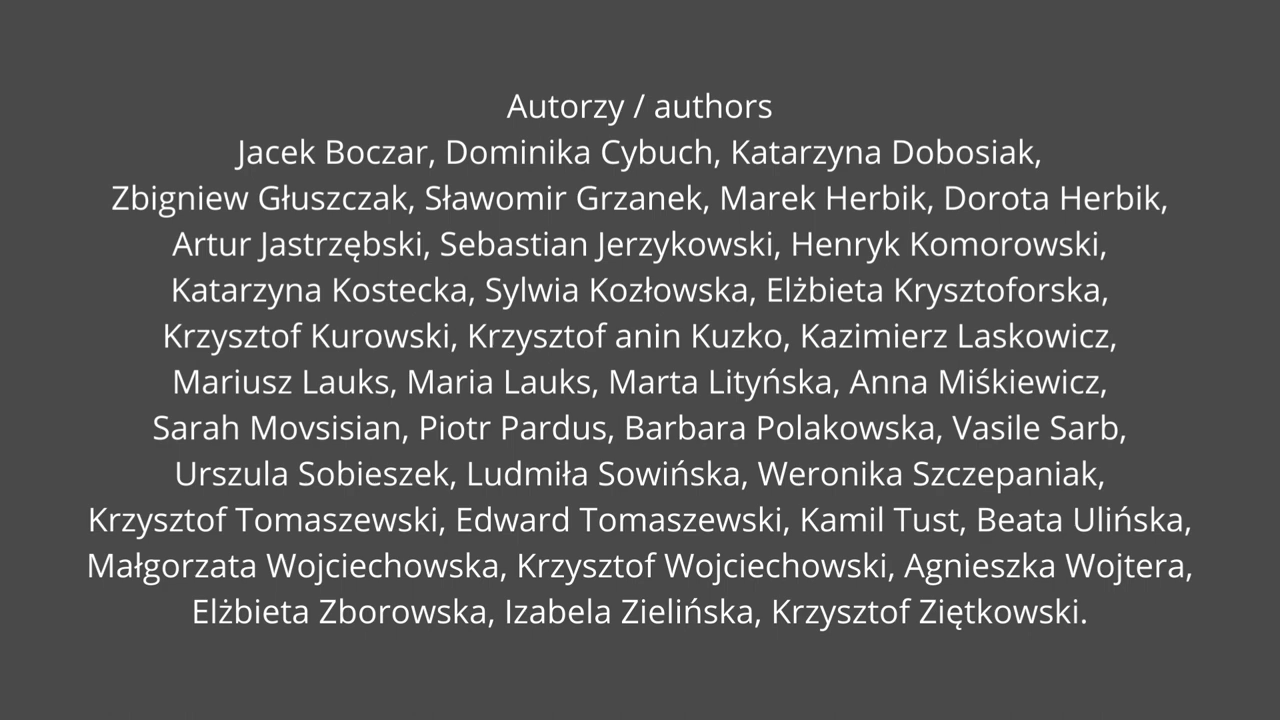 Autorzy / authors
Jacek Boczar, Dominika Cybuch, Katarzyna Dobosiak,
Zbigniew Głuszczak, Sławomir Grzanek, Marek Herbik, Dorota Herbik,
Artur Jastrzębski, Sebastian Jerzykowski, Henryk Komorowski,
Katarzyna Kostecka, Sylwia Kozłowska, Elżbieta Krysztoforska,
Krzysztof Kurowski, Krzysztof anin Kuzko, Kazimierz Laskowicz,
Mariusz Lauks, Maria Lauks, Marta Lityńska, Anna Miśkiewicz,
Sarah Movsisian, Piotr Pardus, Barbara Polakowska, Vasile Sarb,
Urszula Sobieszek, Ludmiła Sowińska, Weronika Szczepaniak,
Krzysztof Tomaszewski, Edward Tomaszewski, Kamil Tust, Beata Ulińska,
Małgorzata Wojciechowska, Krzysztof Wojciechowski, Agnieszka Wojtera,
Elżbieta Zborowska, Izabela Zielińska, Krzysztof Ziętkowski.